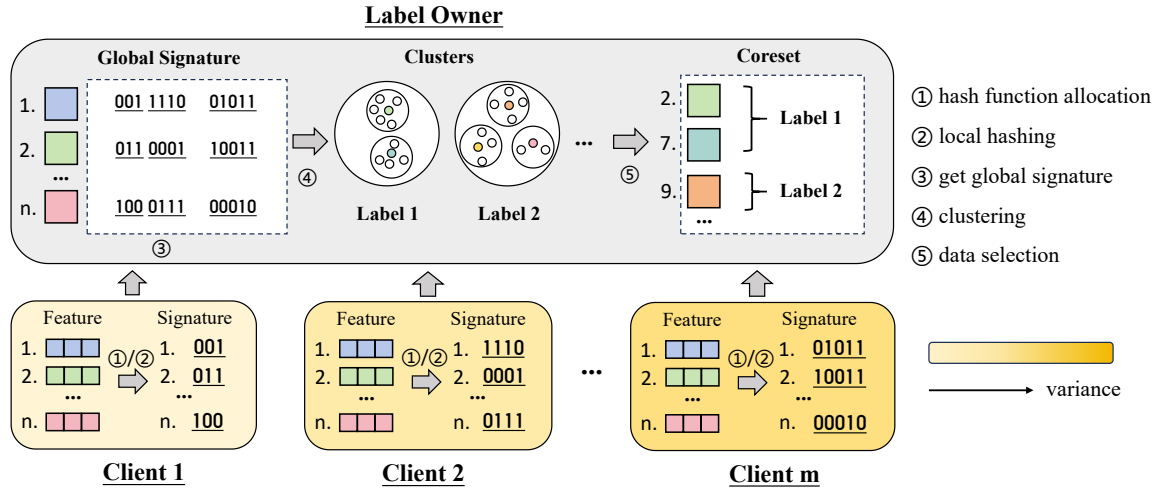 Label Owner
Global Signature
Clusters
Coreset
1. 001 1110 01011
2. 011 0001 10011
...
n. 100 0111 00010
③
④
Label 1
Label 2
...
⑤
2.
7.
Label 1
9.
Label 2
...
① hash function allocation
② local hashing
③ get global signature
④ clustering
⑤ data selection
Feature Signature
①/②
1. 1. 001
2. 2. 011
... ...
n. n. 100
Client 1
Feature Signature
①/②
1. 1. 1110
2. 2. 0001
... ...
n. n. 0111
Client 2
...
Feature Signature
①/②
1. 1. 01011
2. 2. 10011
... ...
n. n. 00010
Client m
variance